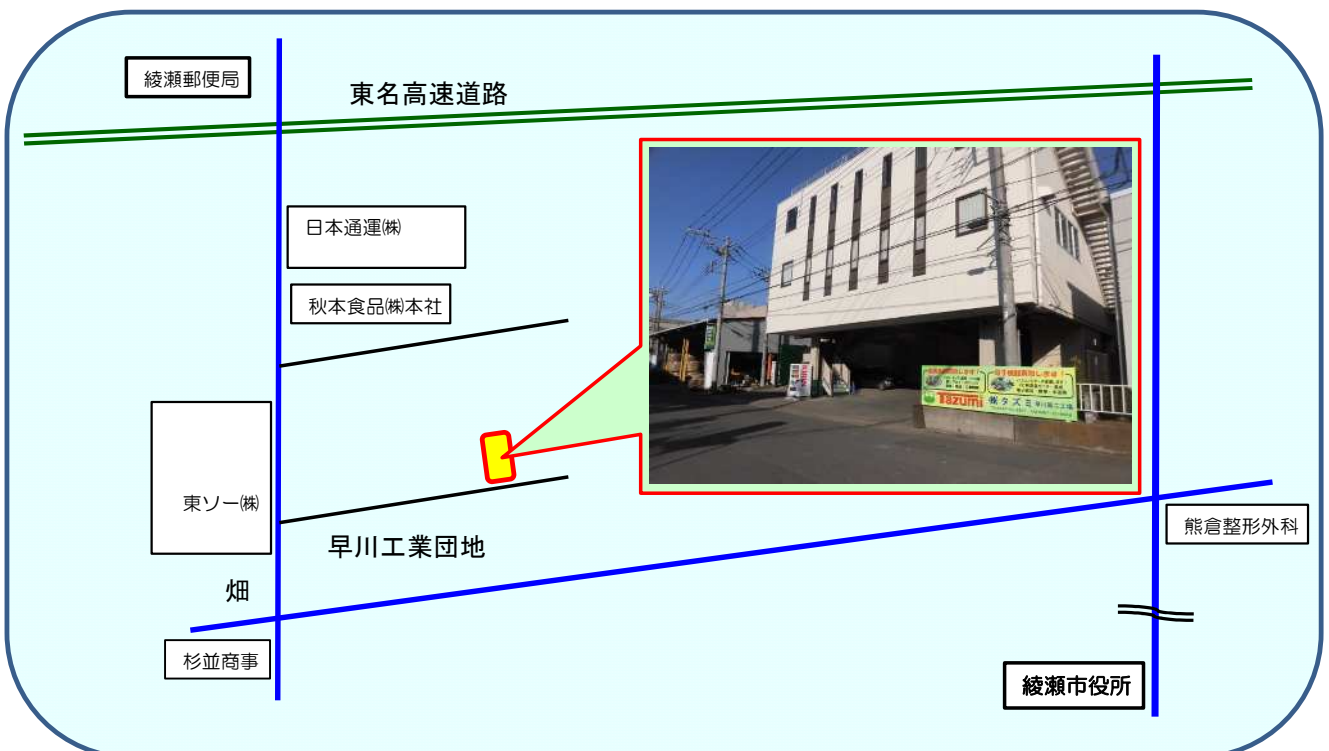 綾瀬郵便局
東名高速道路
日本通運㈱
秋本食品㈱本社
Tazumi ㈱タズミ
東ソー㈱
早川工業団地
熊倉整形外科
畑
杉並商事
綾瀬市役所